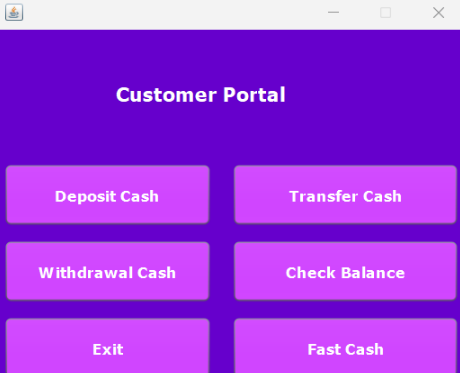 Customer Portal
Deposit Cash
Transfer Cash
Withdrawal Cash
Check Balance
Exit
Fast Cash